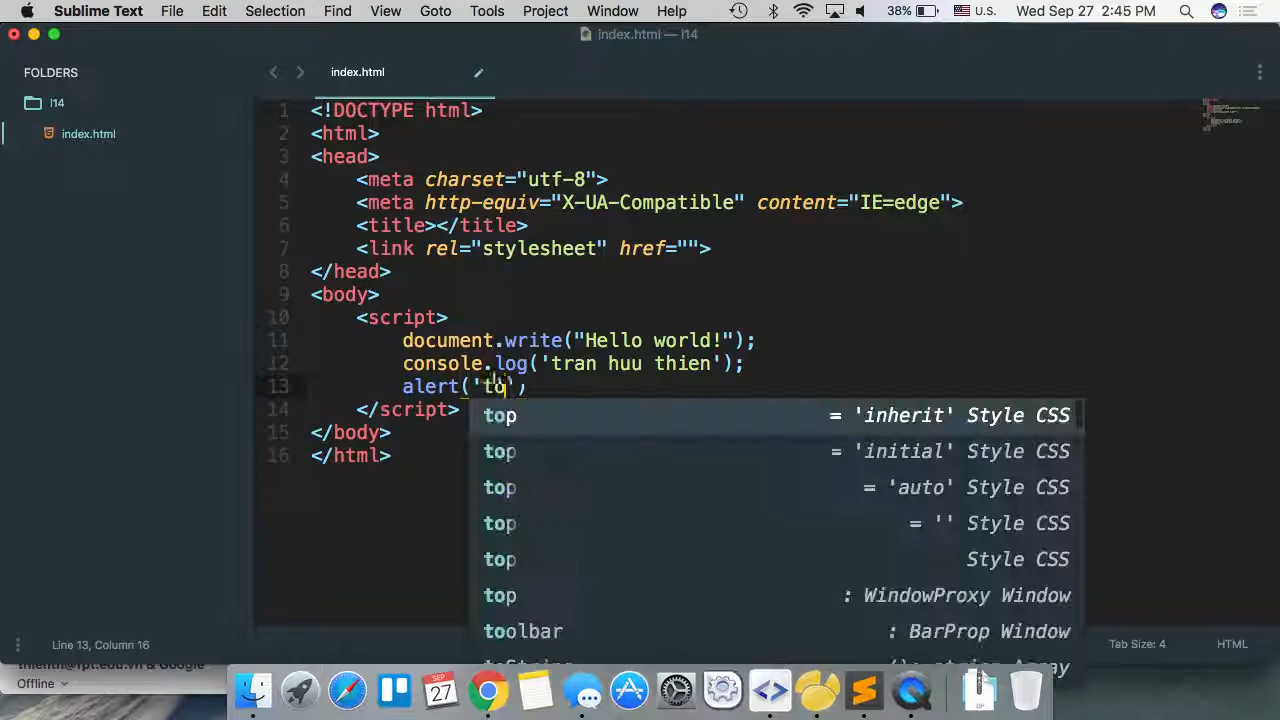 Sublime Text File Edit Selection Find View Goto Tools Project Window Help 38% U.S. Wed Sep 27 2:45 PM
index.html — l14
FOLDERS
l14
index.html
index.html
1 <!DOCTYPE html>
2 <html>
3 <head>
4 <meta charset="utf-8">
5 <meta http-equiv="X-UA-Compatible" content="IE=edge">
6 <title></title>
7 <link rel="stylesheet" href="">
8 </head>
9 <body>
10 <script>
11 document.write("Hello world!");
12 console.log('tran huu thien');
13 alert('to
14 </script>
15 </body>
16 </html>
top = 'inherit' Style CSS
top = 'initial' Style CSS
top = 'auto' Style CSS
top = '' Style CSS
top Style CSS
top : WindowProxy Window
toolbar : BarProp Window
Line 13, Column 16
Tab Size: 4 HTML
Offline
SEP
27
ZIP